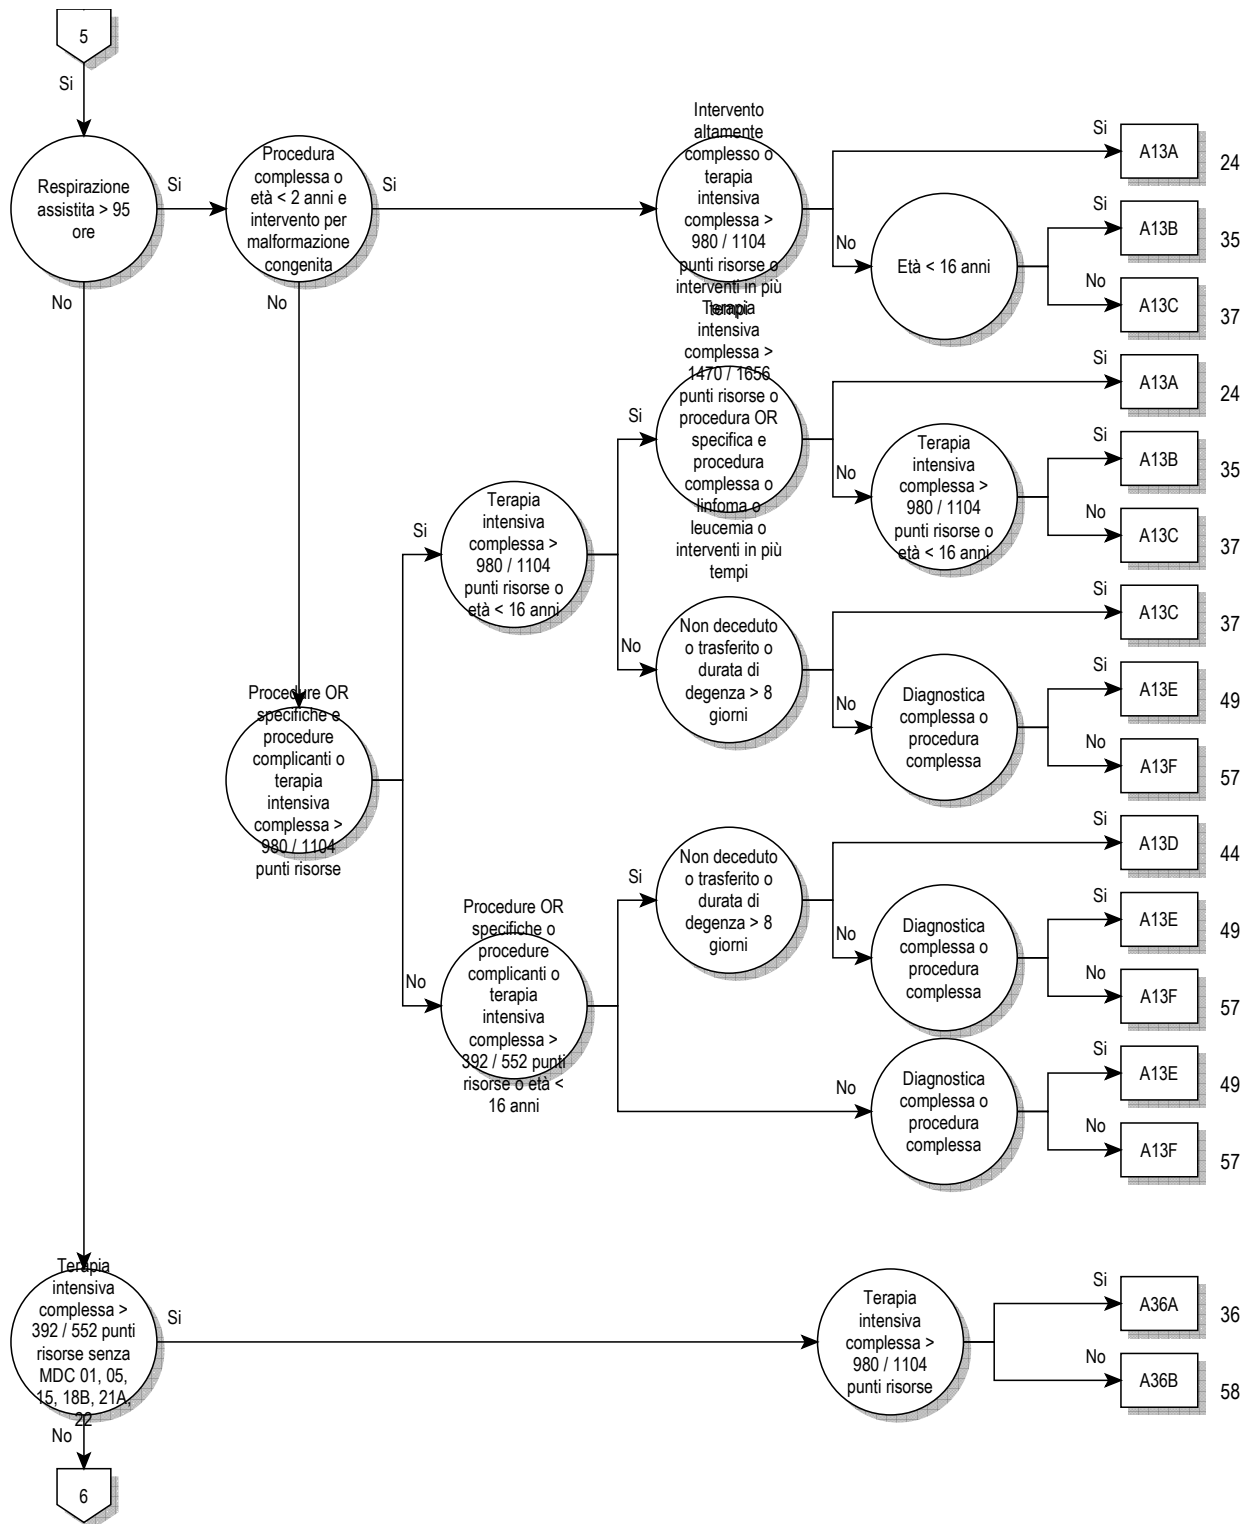 5
Si
Respirazione
assistita > 95
ore
Si
No
Procedura
complessa o
età < 2 anni e
intervento per
malformazione
congenita
Si
No
Intervento
altamente
complesso o
terapia
intensiva
complessa >
980 / 1104
punti risorse o
interventi in più
tempi
Si
A13A
24
No
Età < 16 anni
Si
A13B
35
No
A13C
37
Terapia
intensiva
complessa >
1470 / 1656
punti risorse o
procedura OR
specifica e
procedura
complessa o
linfoma o
leucemia o
interventi in più
tempi
Si
A13A
24
No
Terapia
intensiva
complessa >
980 / 1104
punti risorse o
età < 16 anni
Si
A13B
35
No
A13C
37
Si
Terapia
intensiva
complessa >
980 / 1104
punti risorse o
età < 16 anni
Si
No
Non deceduto
o trasferito o
durata di
degenza > 8
giorni
Si
A13C
37
No
Diagnostica
complessa o
procedura
complessa
Si
A13E
49
No
A13F
57
Procedure OR
specifiche e
procedure
complicanti o
terapia
intensiva
complessa >
980 / 1104
punti risorse
No
Procedure OR
specifiche o
procedure
complicanti o
terapia
intensiva
complessa >
392 / 552 punti
risorse o età <
16 anni
Si
Non deceduto
o trasferito o
durata di
degenza > 8
giorni
Si
A13D
44
No
Diagnostica
complessa o
procedura
complessa
Si
A13E
49
No
A13F
57
No
Diagnostica
complessa o
procedura
complessa
Si
A13E
49
No
A13F
57
Terapia
intensiva
complessa >
392 / 552 punti
risorse senza
MDC 01, 05,
15, 18B, 21A,
22
Si
Terapia
intensiva
complessa >
980 / 1104
punti risorse
Si
A36A
36
No
A36B
58
No
6